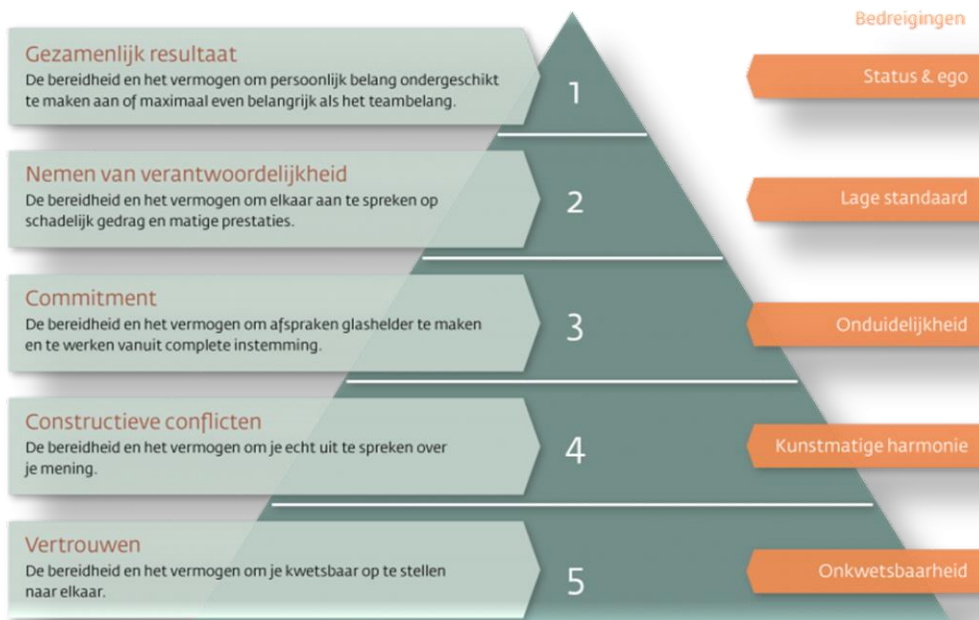 Bedreigingen
Gezamenlijk resultaat
De bereidheid en het vermogen om persoonlijk belang ondergeschikt
te maken aan of maximaal even belangrijk als het teambelang.
1
Status & ego
Nemen van verantwoordelijkheid
De bereidheid en het vermogen om elkaar aan te spreken op
schadelijk gedrag en matige prestaties.
2
Lage standaard
Commitment
De bereidheid en het vermogen om afspraken glashelder te maken
en te werken vanuit complete instemming.
3
Onduidelijkheid
Constructieve conflicten
De bereidheid en het vermogen om je echt uit te spreken over
je mening.
4
Kunstmatige harmonie
Vertrouwen
De bereidheid en het vermogen om je kwetsbaar op te stellen
naar elkaar.
5
Onkwetsbaarheid